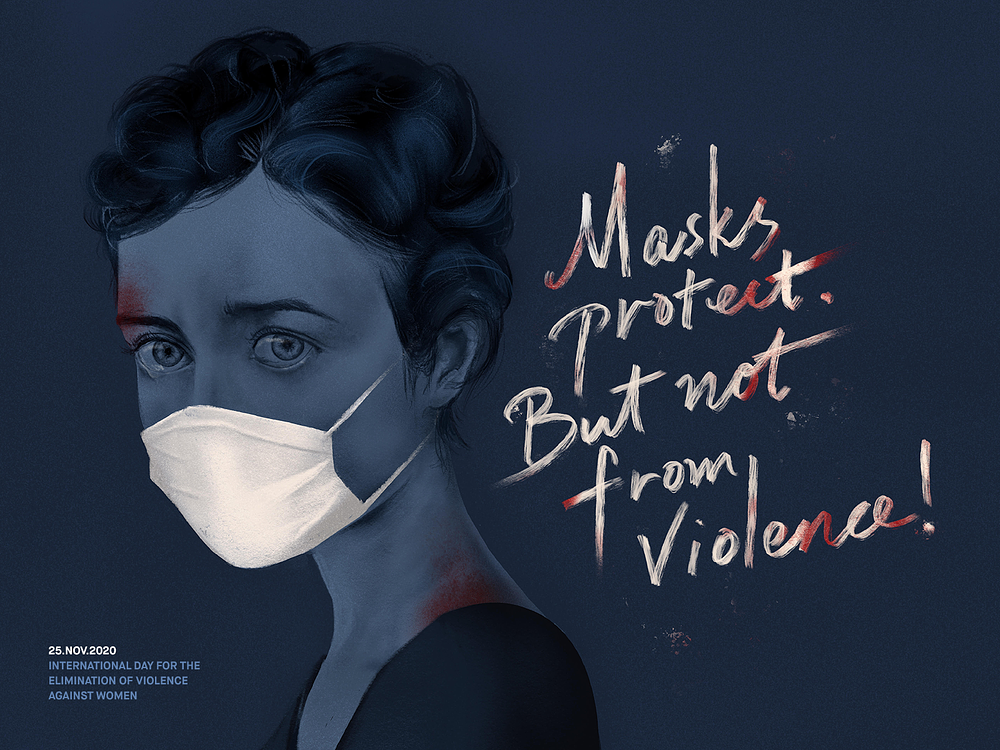 Masks
protect.
But not
from
Violence!
25.NOV.2020
INTERNATIONAL DAY FOR THE
ELIMINATION OF VIOLENCE
AGAINST WOMEN